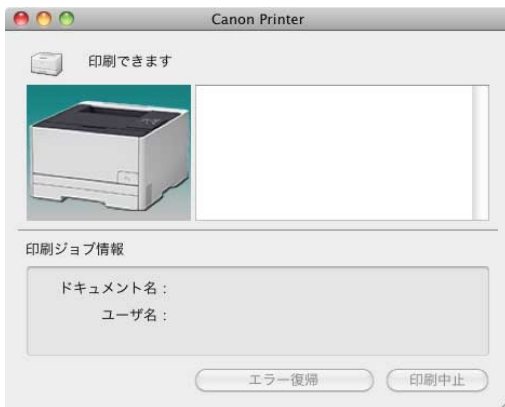 Canon Printer
印刷できます
印刷ジョブ情報
ドキュメント名：
ユーザ名：
エラー復帰
印刷中止